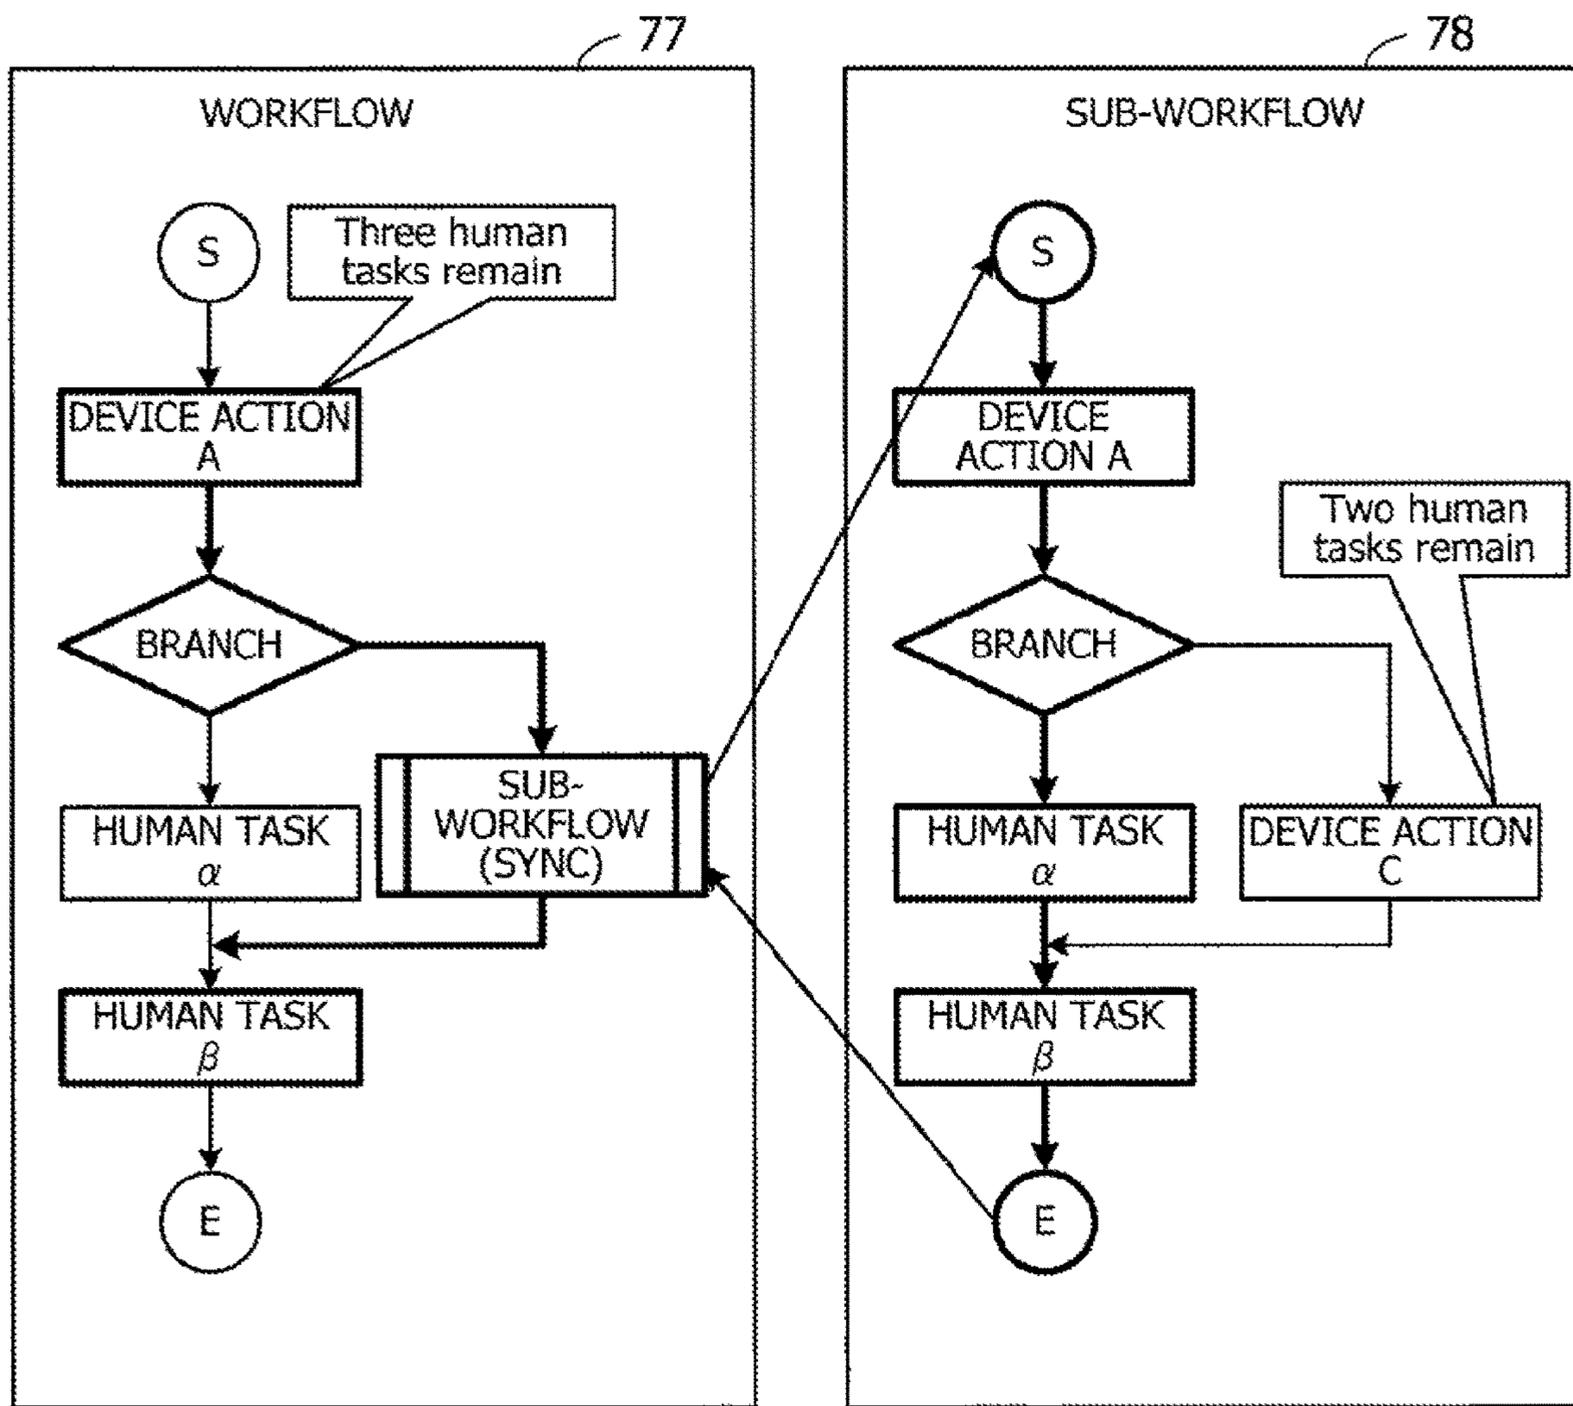 77
WORKFLOW
S
Three human
tasks remain
DEVICE ACTION
A
BRANCH
SUB-
WORKFLOW
(SYNC)
HUMAN TASK
α
HUMAN TASK
β
E
78
SUB-WORKFLOW
S
DEVICE
ACTION A
Two human
tasks remain
BRANCH
HUMAN TASK
α
DEVICE ACTION
C
HUMAN TASK
β
E